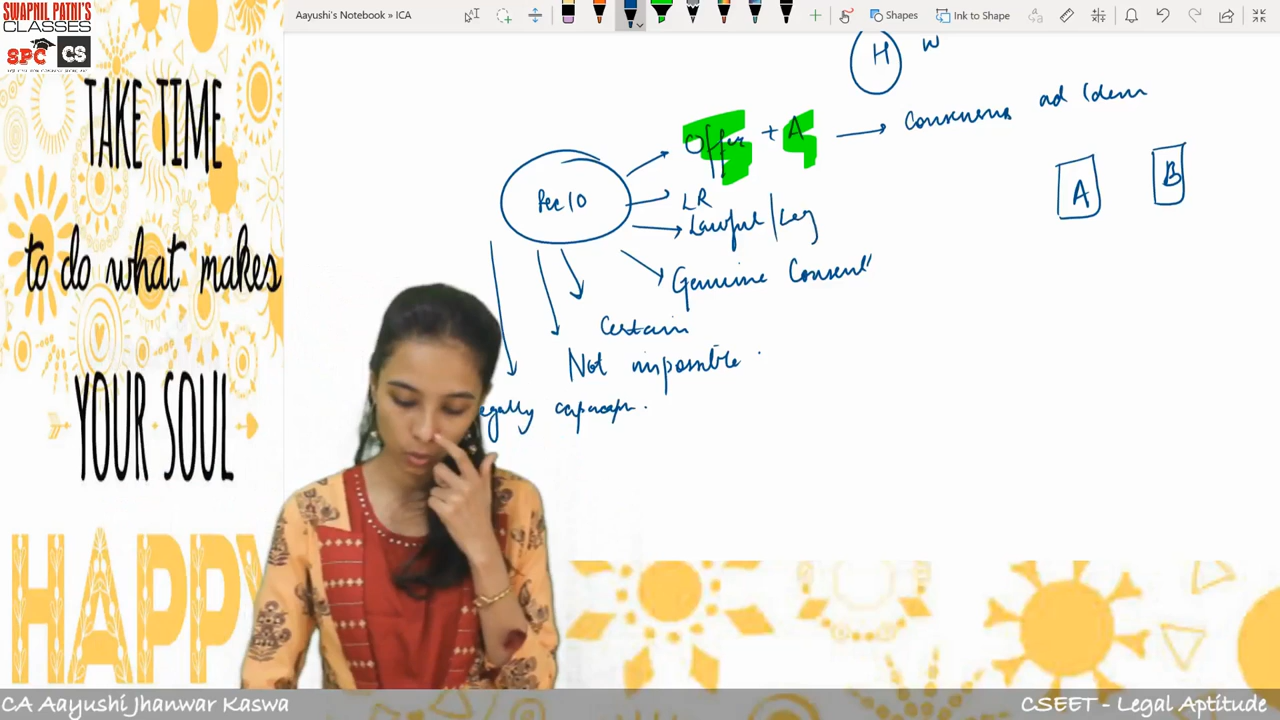 SWAPNIL PATNI'S
CLASSES
SPC CS
Aayushi's Notebook > ICA
Shapes
Ink to Shape
TAKE TIME
to do what makes
YOUR SOUL
HAPPY
H W
Offer + A → Consensus ad Idem
A B
Sec 10
LR
Lawful/Leg
Genuine Consent
Certain
Not impossible.
egally
CA Aayushi Jhanwar Kaswa
CSEET - Legal Aptitude